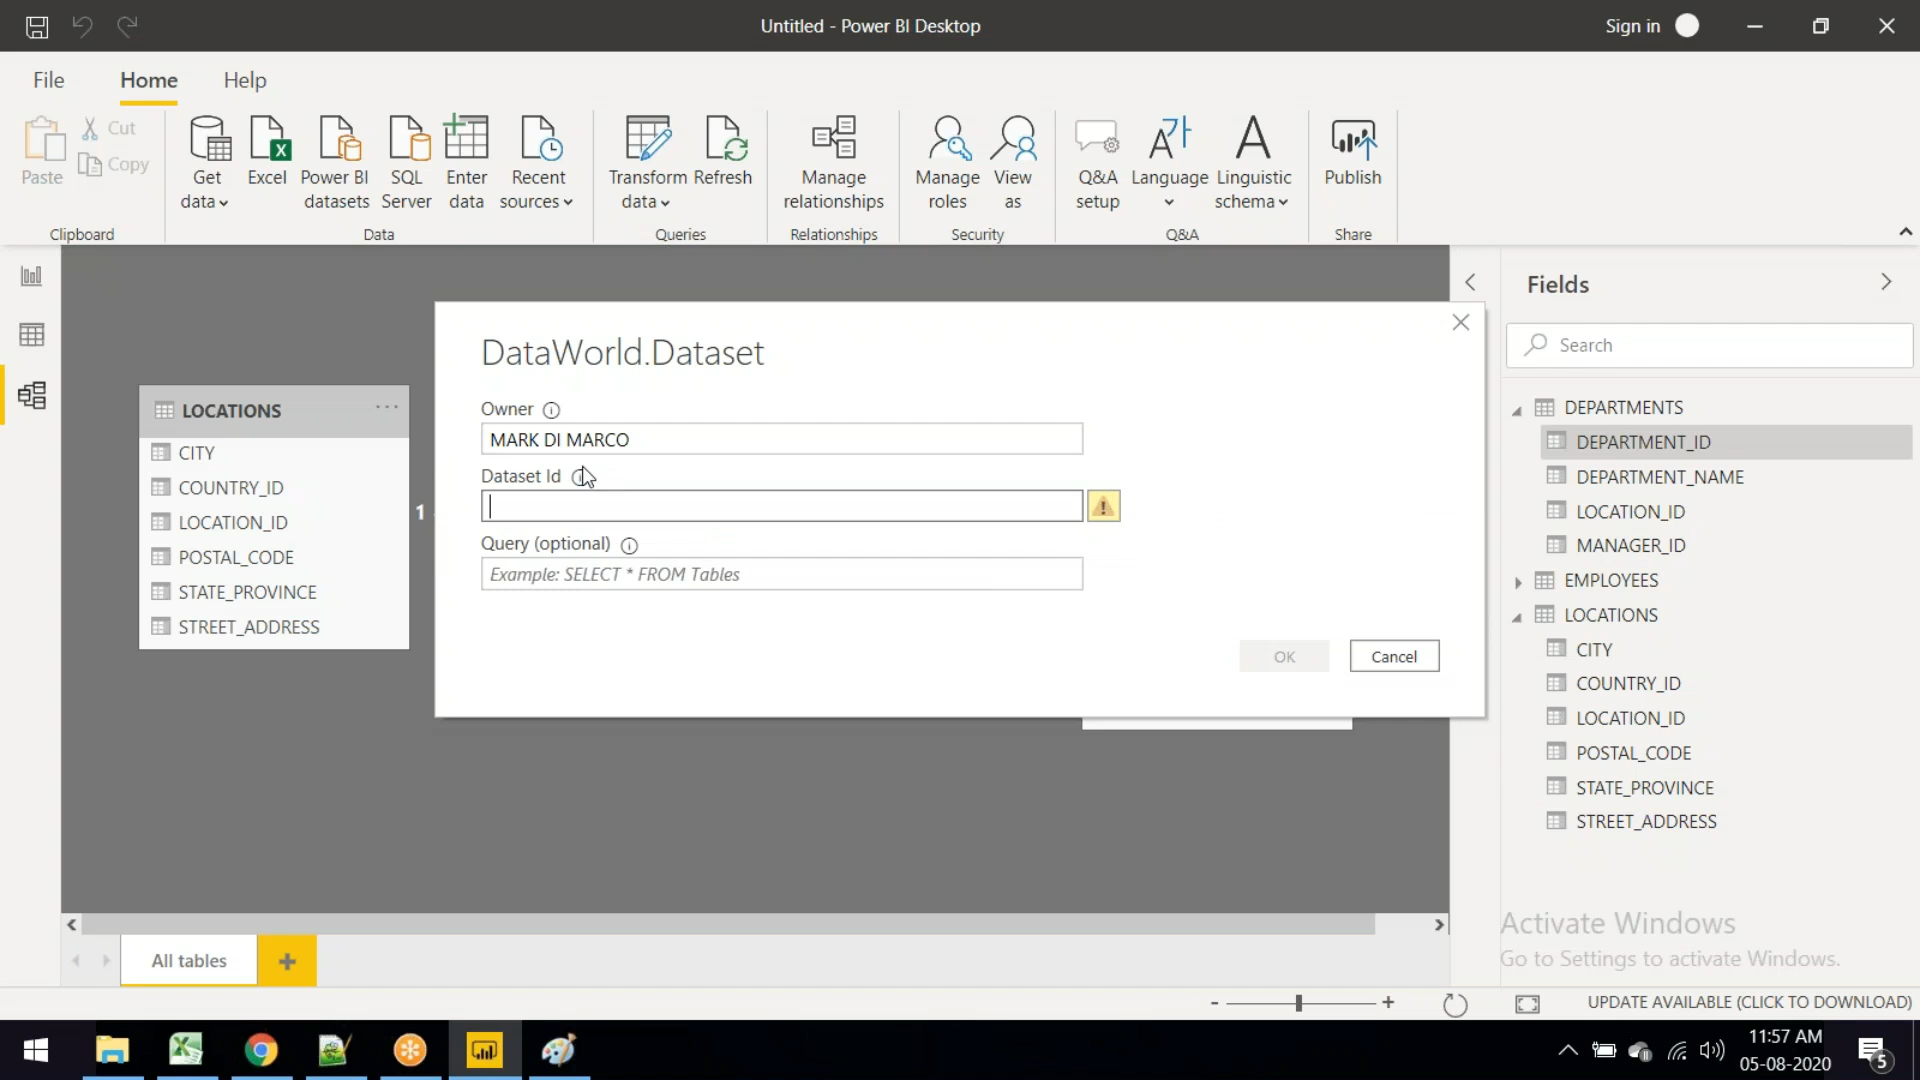 Untitled - Power BI Desktop
Sign in
File
Home
Help
Paste
Cut
Copy
Clipboard
Get data
Excel
Power BI datasets
SQL Server
Enter data
Recent sources
Data
Transform data
Refresh
Queries
Manage relationships
Relationships
Manage roles
View as
Security
Q&A setup
Language
Linguistic schema
Q&A
Publish
Share
LOCATIONS
CITY
COUNTRY_ID
LOCATION_ID
POSTAL_CODE
STATE_PROVINCE
STREET_ADDRESS
1
DataWorld.Dataset
Owner
MARK DI MARCO
Dataset Id
Query (optional)
Example: SELECT * FROM Tables
OK
Cancel
Fields
Search
DEPARTMENTS
DEPARTMENT_ID
DEPARTMENT_NAME
LOCATION_ID
MANAGER_ID
EMPLOYEES
LOCATIONS
CITY
COUNTRY_ID
LOCATION_ID
POSTAL_CODE
STATE_PROVINCE
STREET_ADDRESS
Activate Windows
Go to Settings to activate Windows.
All tables
UPDATE AVAILABLE (CLICK TO DOWNLOAD)
11:57 AM
05-08-2020
5